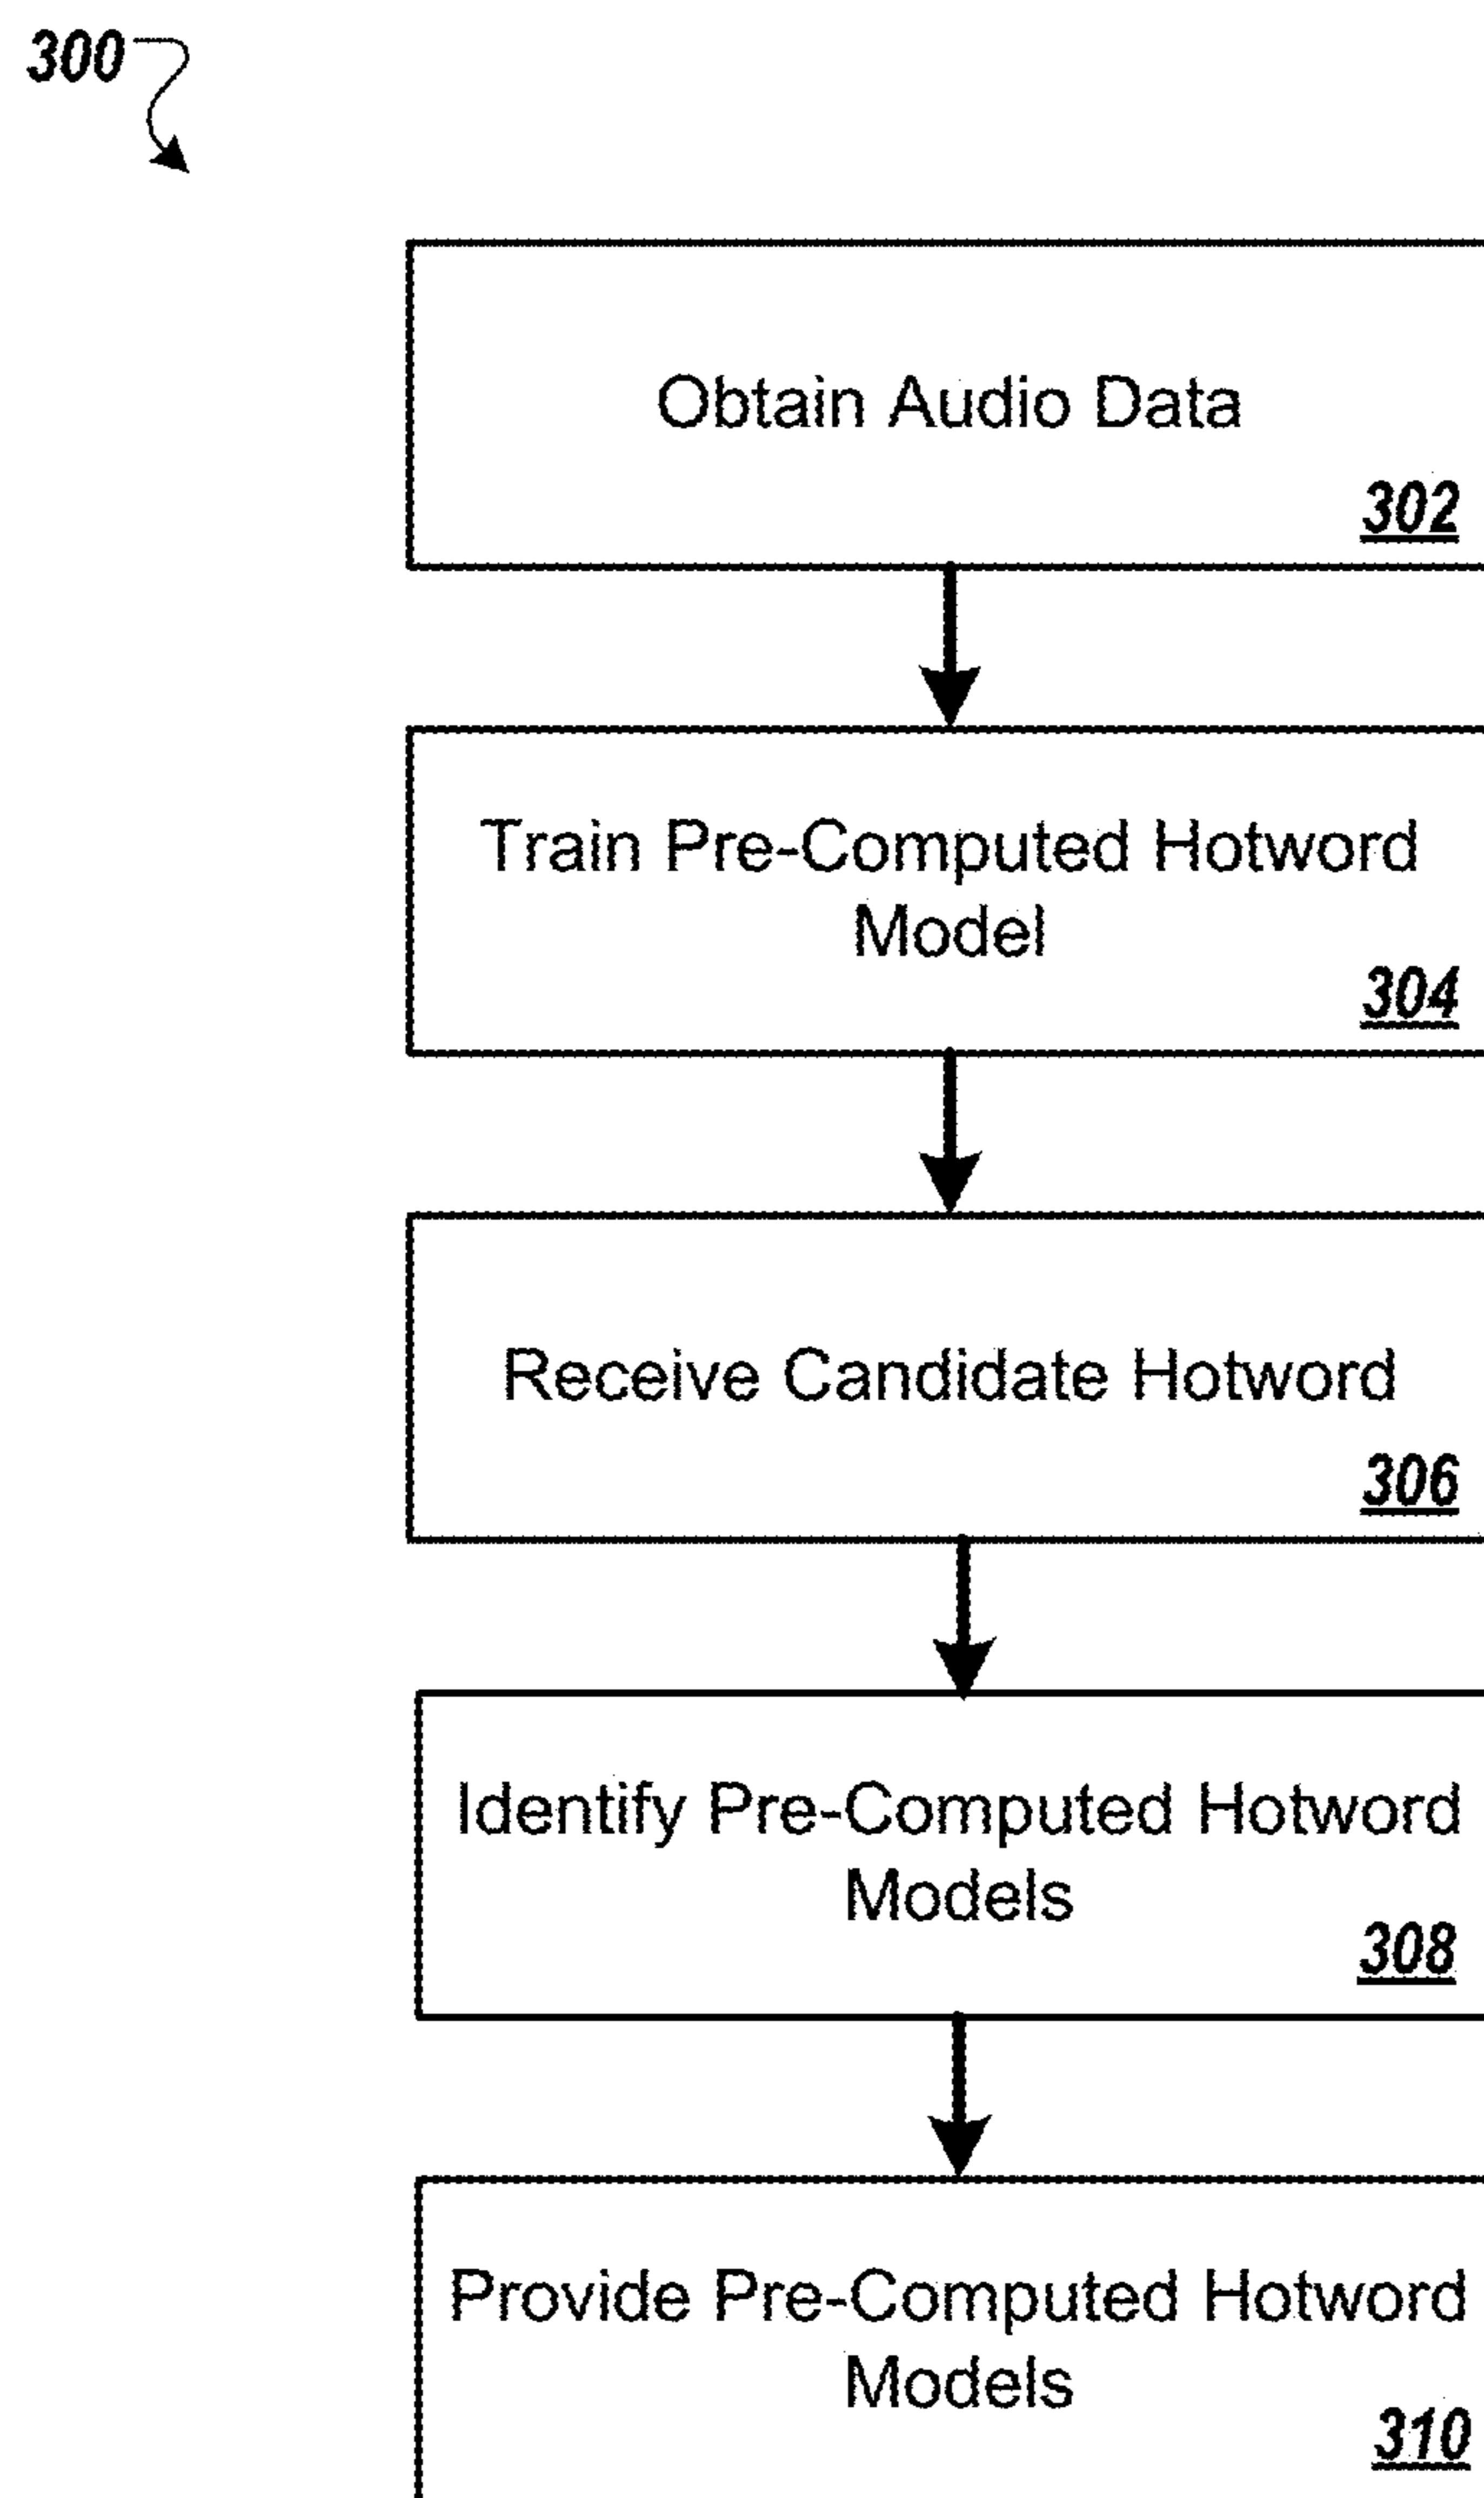 300
Obtain Audio Data
302
Train Pre-Computed Hotword
Model
304
Receive Candidate Hotword
306
Identify Pre-Computed Hotword
Models
308
Provide Pre-Computed Hotword
Models
310